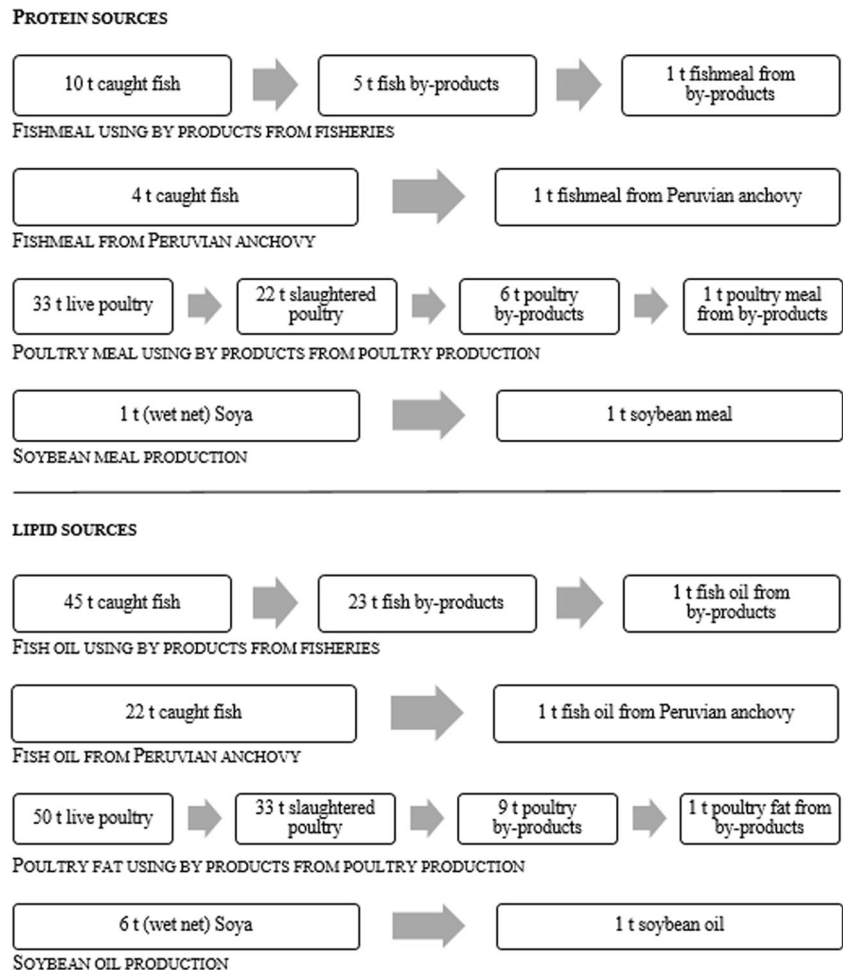 PROTEIN SOURCES
10 t caught fish
5 t fish by-products
1 t fishmeal from
by-products
FISHMEAL USING BY PRODUCTS FROM FISHERIES
4 t caught fish
1 t fishmeal from Peruvian anchovy
FISHMEAL FROM PERUVIAN ANCHOVY
33 t live poultry
22 t slaughtered
poultry
6 t poultry
by-products
1 t poultry meal
from by-products
POULTRY MEAL USING BY PRODUCTS FROM POULTRY PRODUCTION
1 t (wet net) Soya
1 t soybean meal
SOYBEAN MEAL PRODUCTION
LIPID SOURCES
45 t caught fish
23 t fish by-products
1 t fish oil from
by-products
FISH OIL USING BY PRODUCTS FROM FISHERIES
22 t caught fish
1 t fish oil from Peruvian anchovy
FISH OIL FROM PERUVIAN ANCHOVY
50 t live poultry
33 t slaughtered
poultry
9 t poultry
by-products
1 t poultry fat from
by-products
POULTRY FAT USING BY PRODUCTS FROM POULTRY PRODUCTION
6 t (wet net) Soya
1 t soybean oil
SOYBEAN OIL PRODUCTION